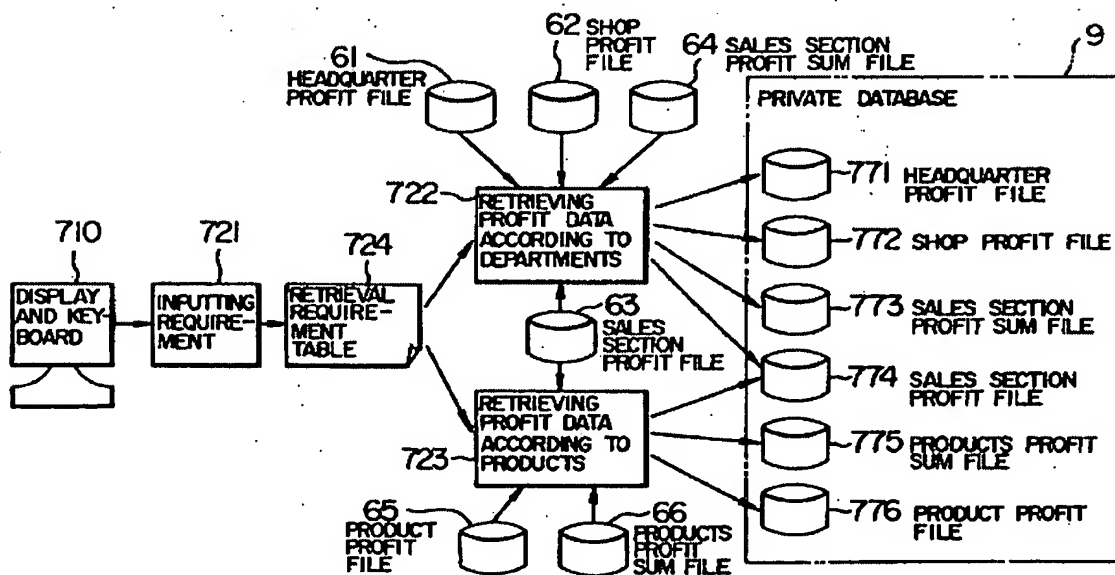 61
HEADQUARTER
PROFIT FILE
62
SHOP
PROFIT
FILE
64
SALES SECTION
PROFIT SUM FILE
9
PRIVATE DATABASE
710
DISPLAY
AND KEY-
BOARD
721
INPUTTING
REQUIRE-
MENT
724
RETRIEVAL
REQUIRE-
MENT
TABLE
722
RETRIEVING
PROFIT DATA
ACCORDING TO
DEPARTMENTS
63
SALES
SECTION
PROFIT FILE
723
RETRIEVING
PROFIT DATA
ACCORDING TO
PRODUCTS
65
PRODUCT
PROFIT
FILE
66
PRODUCTS
PROFIT
SUM FILE
771
HEADQUARTER
PROFIT FILE
772 SHOP PROFIT FILE
773
SALES SECTION
PROFIT SUM FILE
774
SALES SECTION
PROFIT FILE
775
PRODUCTS PROFIT
SUM FILE
776
PRODUCT PROFIT
FILE